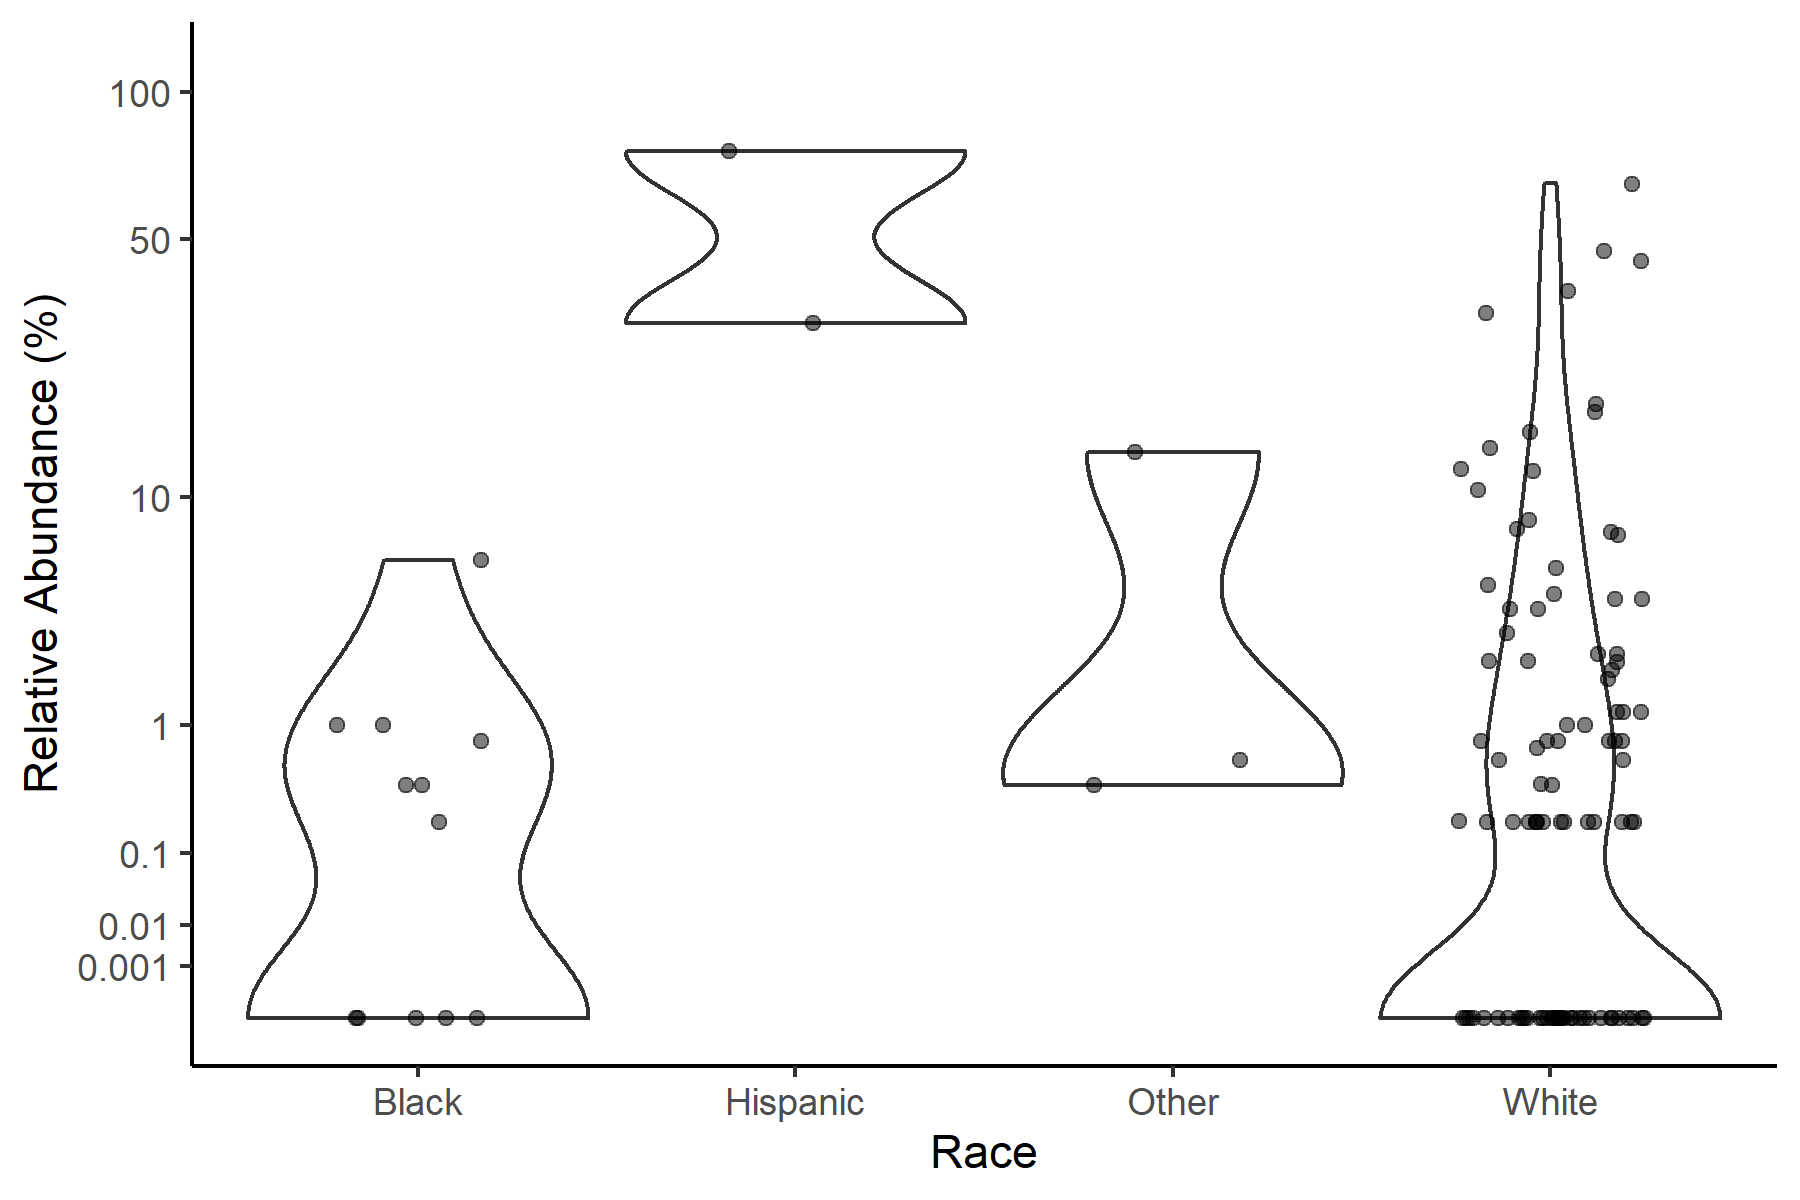 Relative Abundance (%)
100
50
10
1
0.1
0.01
0.001
Black Hispanic Other White
Race